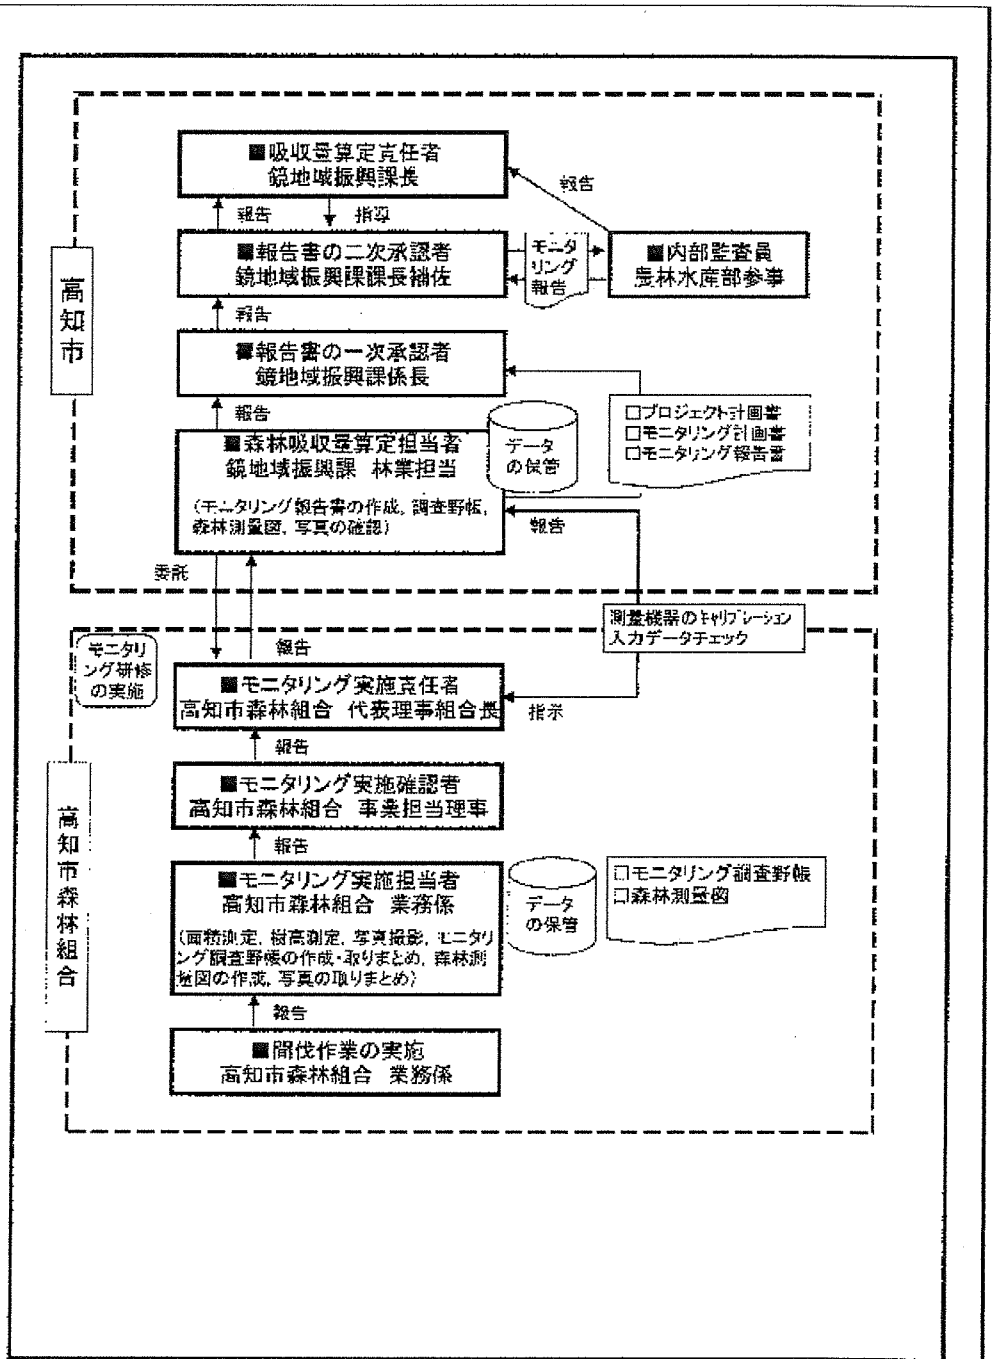 ■吸収量算定責任者
鏡地域振興課長
報告
指導
報告
■報告書の二次承認者
鏡地域振興課課長補佐
モニタ
リング
報告
■内部監査員
農林水産部参事
高知市
報告
■報告書の一次承認者
鏡地域振興課係長
報告
■森林吸収量算定担当者
鏡地域振興課 林業担当
(モニタリング報告書の作成, 調査野帳,
森林測量図, 写真の確認)
データ
の保管
□プロジェクト計画書
□モニタリング計画書
□モニタリング報告書
報告
委託
測量機器のキャリブレーション
入力データチェック
モニタリ
ング研修
の実施
報告
■モニタリング実施責任者
高知市森林組合 代表理事組合長
指示
報告
■モニタリング実施確認者
高知市森林組合 事業担当理事
高知市森林組合
報告
■モニタリング実施担当者
高知市森林組合 業務係
(面積測定, 樹高測定, 写真撮影, モニタリ
ング調査野帳の作成・取りまとめ, 森林測
量図の作成, 写真の取りまとめ)
データ
の保管
□モニタリング調査野帳
□森林測量図
報告
■間伐作業の実施
高知市森林組合 業務係